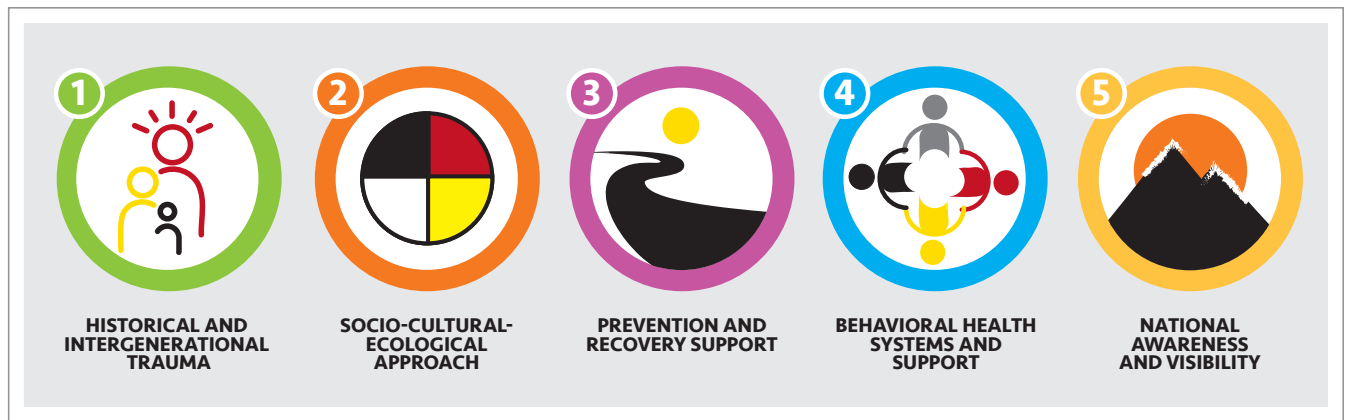 1
HISTORICAL AND
INTERGENERATIONAL
TRAUMA
2
SOCIO-CULTURAL-
ECOLOGICAL
APPROACH
3
PREVENTION AND
RECOVERY SUPPORT
4
BEHAVIORAL HEALTH
SYSTEMS AND
SUPPORT
5
NATIONAL
AWARENESS
AND VISIBILITY